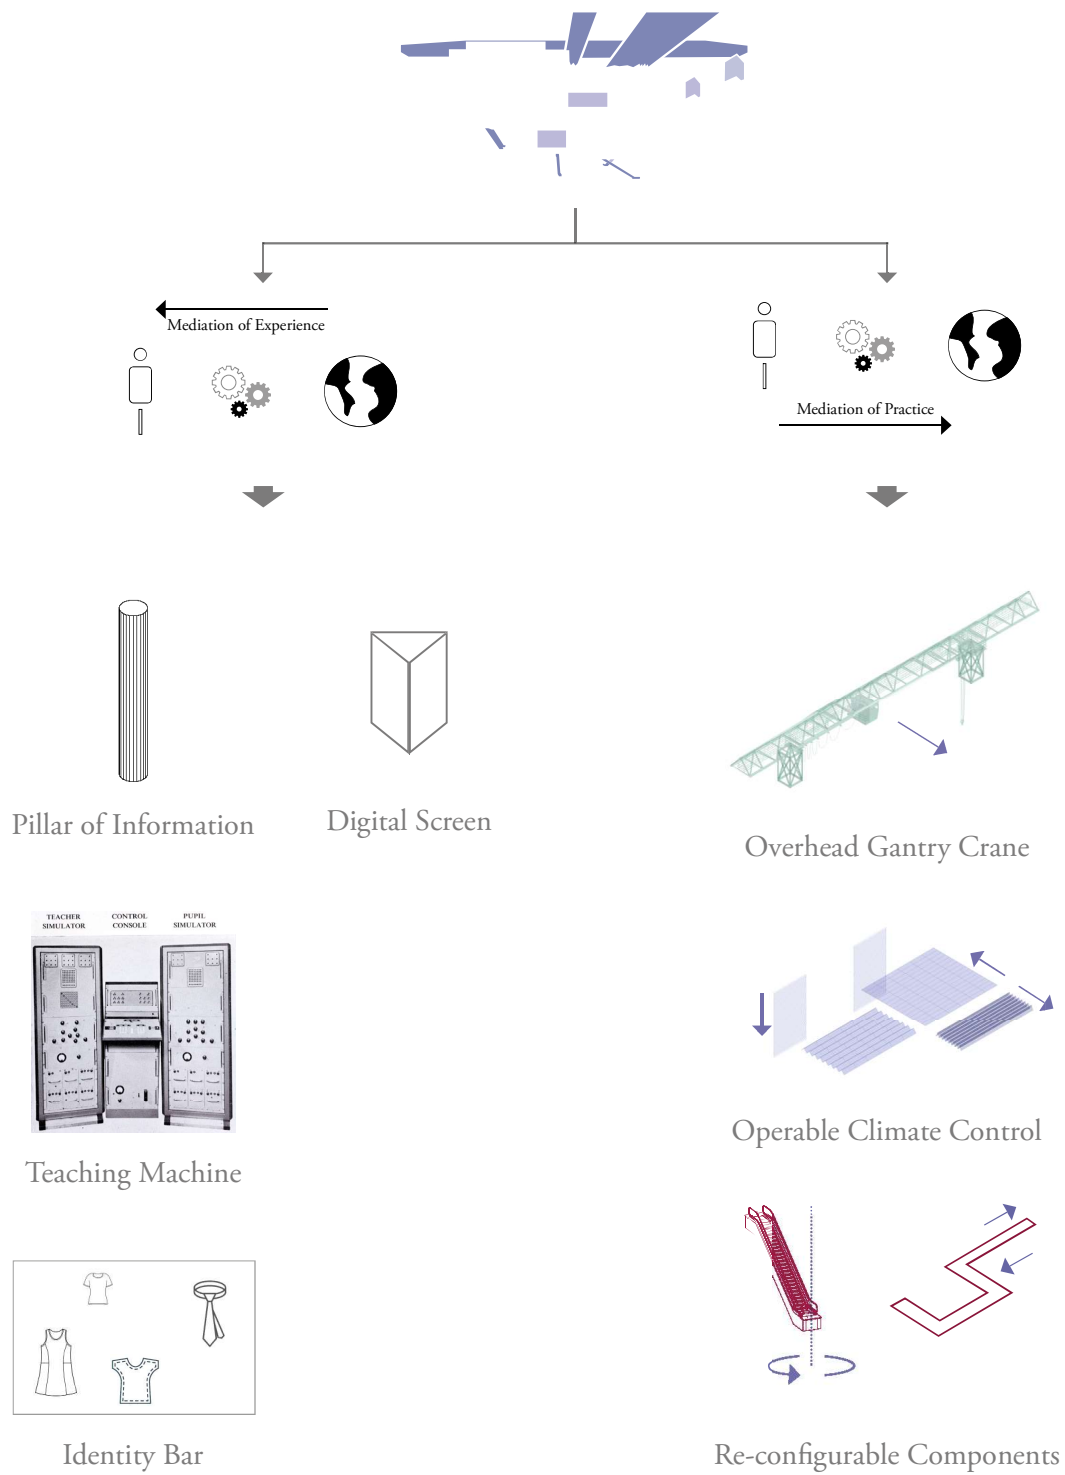 Mediation of Experience
Mediation of Practice
Pillar of Information
Digital Screen
Overhead Gantry Crane
TEACHER
SIMULATOR
CONTROL
CONSOLE
PUPIL
SIMULATOR
Teaching Machine
Operable Climate Control
Identity Bar
Re-configurable Components